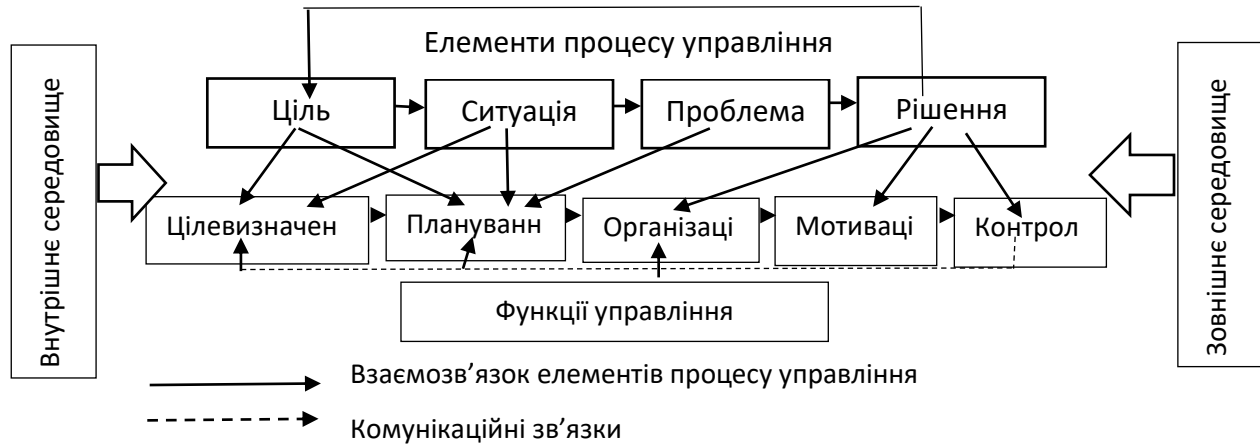 Елементи процесу управління
Внутрішнє середовище
Ціль
Ситуація
Проблема
Рішення
Зовнішнє середовище
Цілевизначен
Плануванн
Організаці
Мотиваці
Контрол
Функції управління
Взаємозв’язок елементів процесу управління
Комунікаційні зв’язки